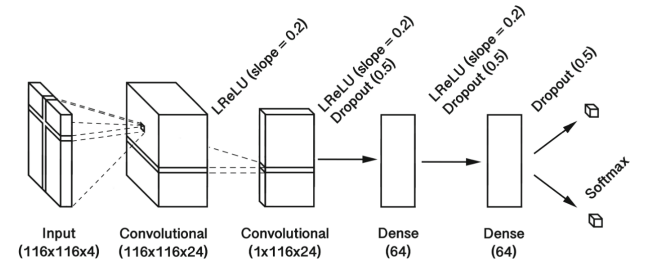 LReLU (slope = 0.2)
LReLU (slope = 0.2)
Dropout (0.5)
LReLU (slope = 0.2)
Dropout (0.5)
Dropout (0.5)
Softmax
Input
(116x116x4)
Convolutional
(116x116x24)
Convolutional
(1x116x24)
Dense
(64)
Dense
(64)